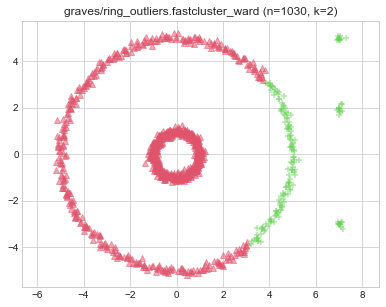 graves/ring_outliers.fastcluster_ward (n=1030, k=2)
4
2
0
−2
−4
−6 −4 −2 0 2 4 6 8